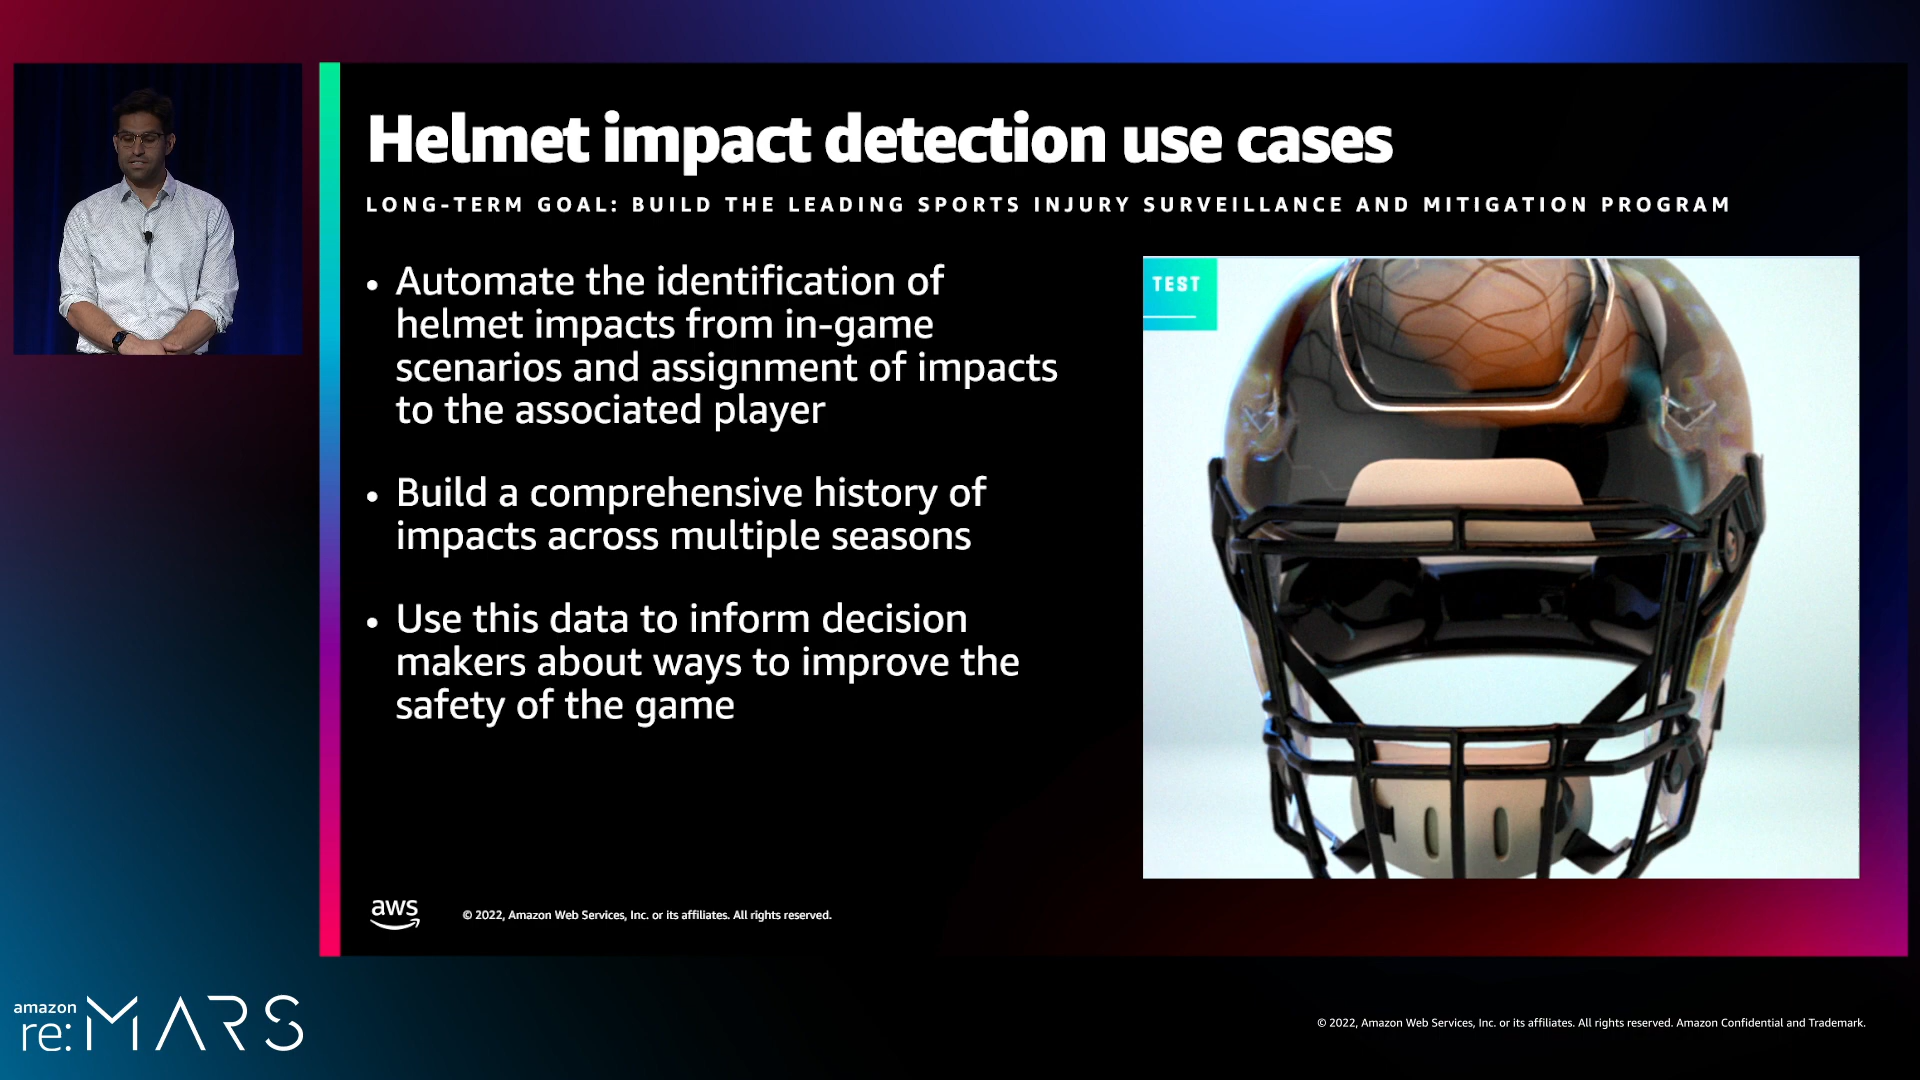 Helmet impact detection use cases
LONG-TERM GOAL: BUILD THE LEADING SPORTS INJURY SURVEILLANCE AND MITIGATION PROGRAM
• Automate the identification of
helmet impacts from in-game
scenarios and assignment of impacts
to the associated player
• Build a comprehensive history of
impacts across multiple seasons
• Use this data to inform decision
makers about ways to improve the
safety of the game
TEST
aws
© 2022, Amazon Web Services, Inc. or its affiliates. All rights reserved.
amazon
re:MARS
© 2022, Amazon Web Services, Inc. or its affiliates. All rights reserved. Amazon Confidential and Trademark.